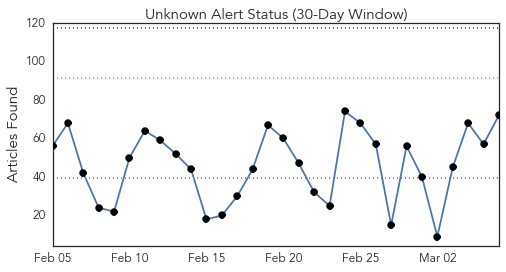 Unknown Alert Status (30-Day Window)
Articles Found
120
100
80
60
40
20
Feb 05 Feb 10 Feb 15 Feb 20 Feb 25 Mar 02